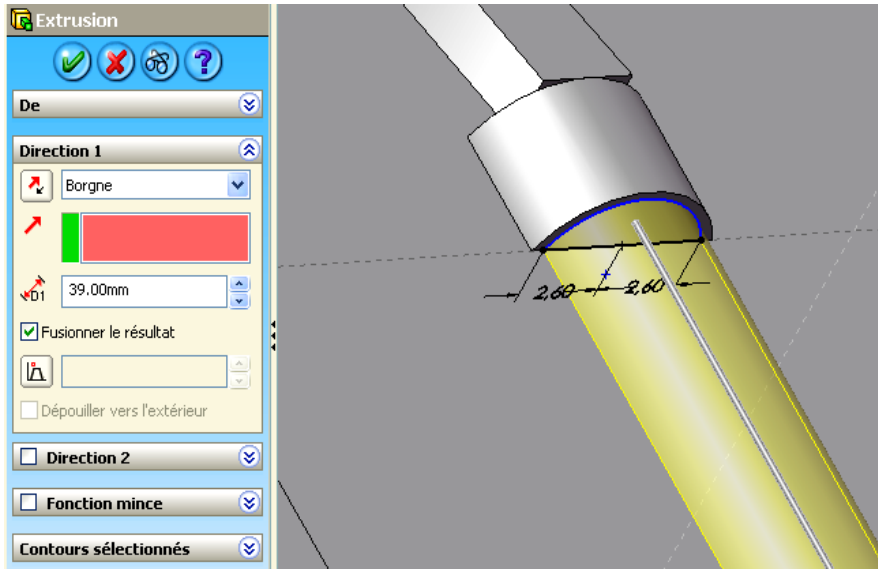 Extrusion
?
De
Direction 1
Borgne
D1
39.00mm
Fusionner le résultat
Dépouiller vers l'extérieur
Direction 2
Fonction mince
Contours sélectionnés
2,60 2,60